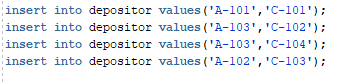 insert into depositor values('A-101','C-101');
insert into depositor values('A-103','C-102');
insert into depositor values('A-103','C-104');
insert into depositor values('A-102','C-103');